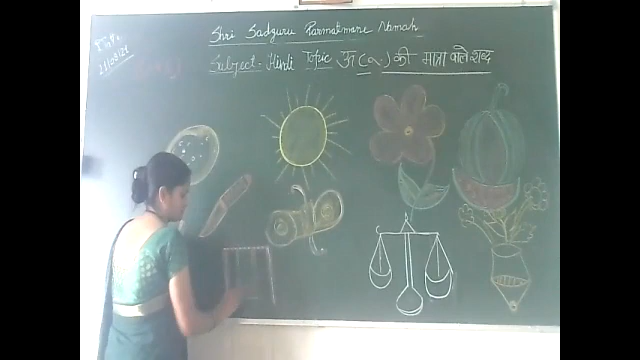 Shri Sadguru Parmatmane Namah
Subject - Hindi Topic ऊ (ू) की मात्रा वाले शब्द